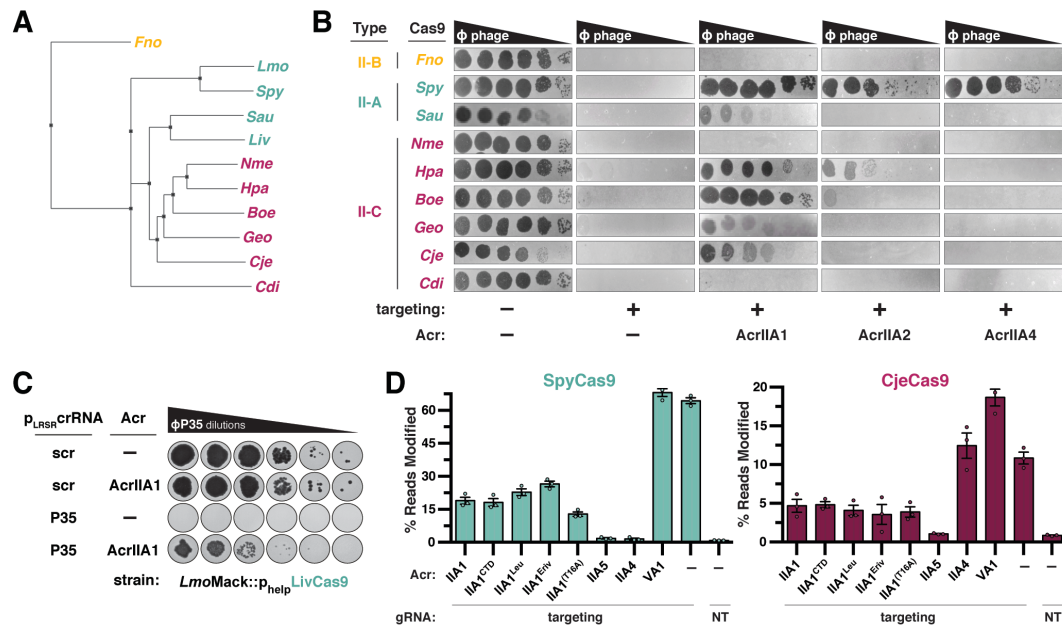 A
Fno
Lmo
Spy
Sau
Liv
Nme
Hpa
Boe
Geo
Cje
Cdi
B
Type Cas9 ϕ phage ϕ phage ϕ phage ϕ phage ϕ phage
II-B Fno
II-A Spy
Sau
II-C Nme
Hpa
Boe
Geo
Cje
Cdi
targeting: − + + + +
Acr: − − AcrIIA1 AcrIIA2 AcrIIA4
C
pLRSRcrRNA Acr ϕP35 dilutions
scr −
scr AcrIIA1
P35 −
P35 AcrIIA1
strain: LmoMack::phelpLivCas9
D
SpyCas9
% Reads Modified
60
45
30
15
0
Acr: IIA1 IIA1CTD IIA1Leu IIA1Eriv IIA1(T16A) IIA5 IIA4 VA1 − −
gRNA: targeting NT
CjeCas9
% Reads Modified
20
15
10
5
0
IIA1 IIA1CTD IIA1Leu IIA1Eriv IIA1(T16A) IIA5 IIA4 VA1 − −
targeting NT